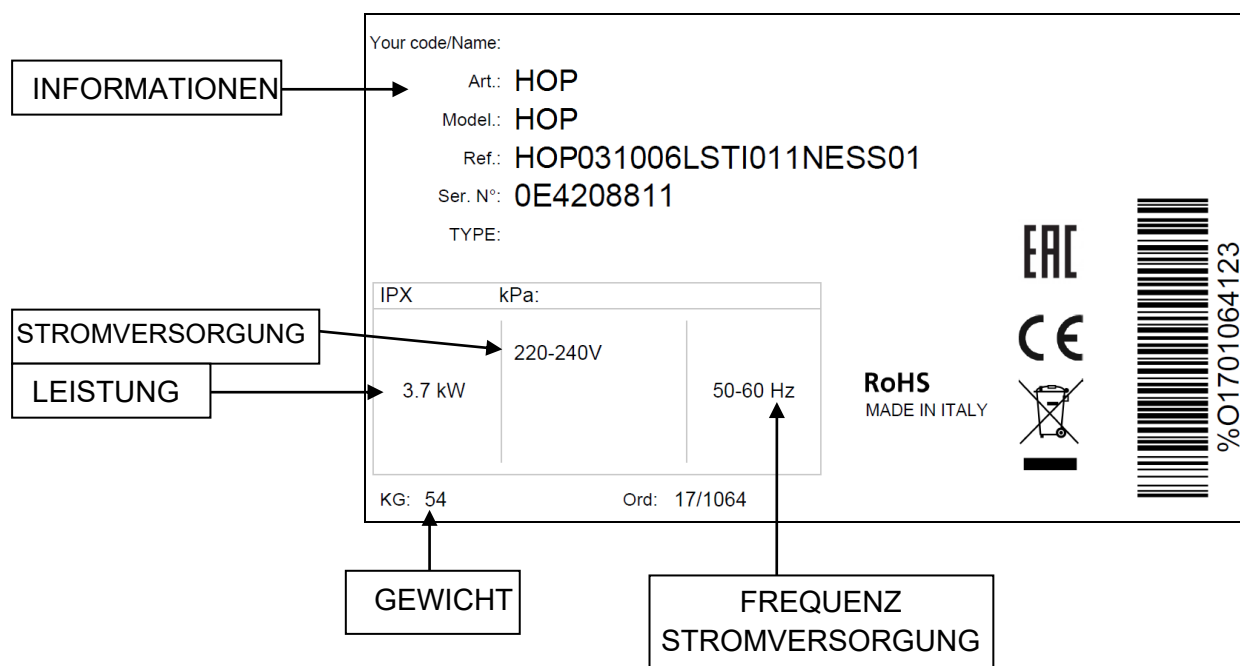 Your code/Name:
INFORMATIONEN
Art.: HOP
Model.: HOP
Ref.: HOP031006LSTI011NESS01
Ser. N°: 0E4208811
TYPE:
EAC
IPX kPa:
STROMVERSORGUNG
220-240V
LEISTUNG
3.7 kW
50-60 Hz
CE
RoHS
MADE IN ITALY
%O1701064123
KG: 54 Ord: 17/1064
GEWICHT
FREQUENZ
STROMVERSORGUNG